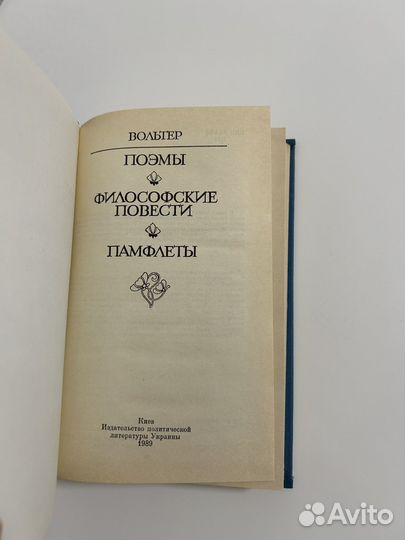 ВОЛЬТЕР
ПОЭМЫ
ФИЛОСОФСКИЕ
ПОВЕСТИ
ПАМФЛЕТЫ
Киев
Издательство политической
литературы Украины
1989
Avito